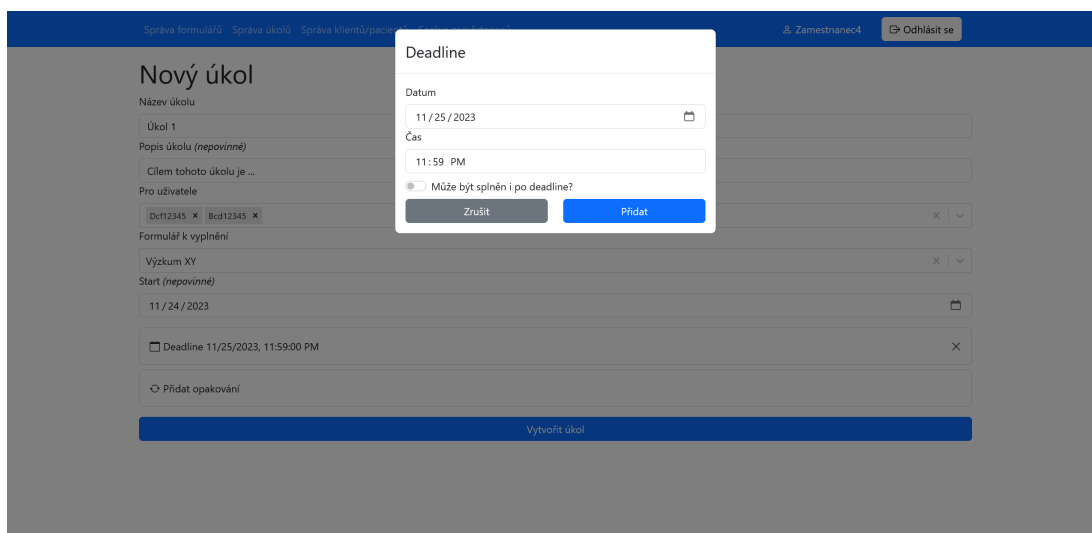 Správa formulářů Správa úkolů Správa klientů/pacientů Zamestnanec4 Odhlásit se
Deadline
Datum
11/25/2023
Čas
11:59 PM
Může být splněn i po deadline?
Zrušit Přidat
Nový úkol
Název úkolu
Úkol 1
Popis úkolu (nepovinné)
Cílem tohoto úkolu je ...
Pro uživatele
Dcf12345 × Bcd12345 ×
Formulář k vyplnění
Výzkum XY
Start (nepovinné)
11/24/2023
Deadline 11/25/2023, 11:59:00 PM
Přidat opakování
Vytvořit úkol